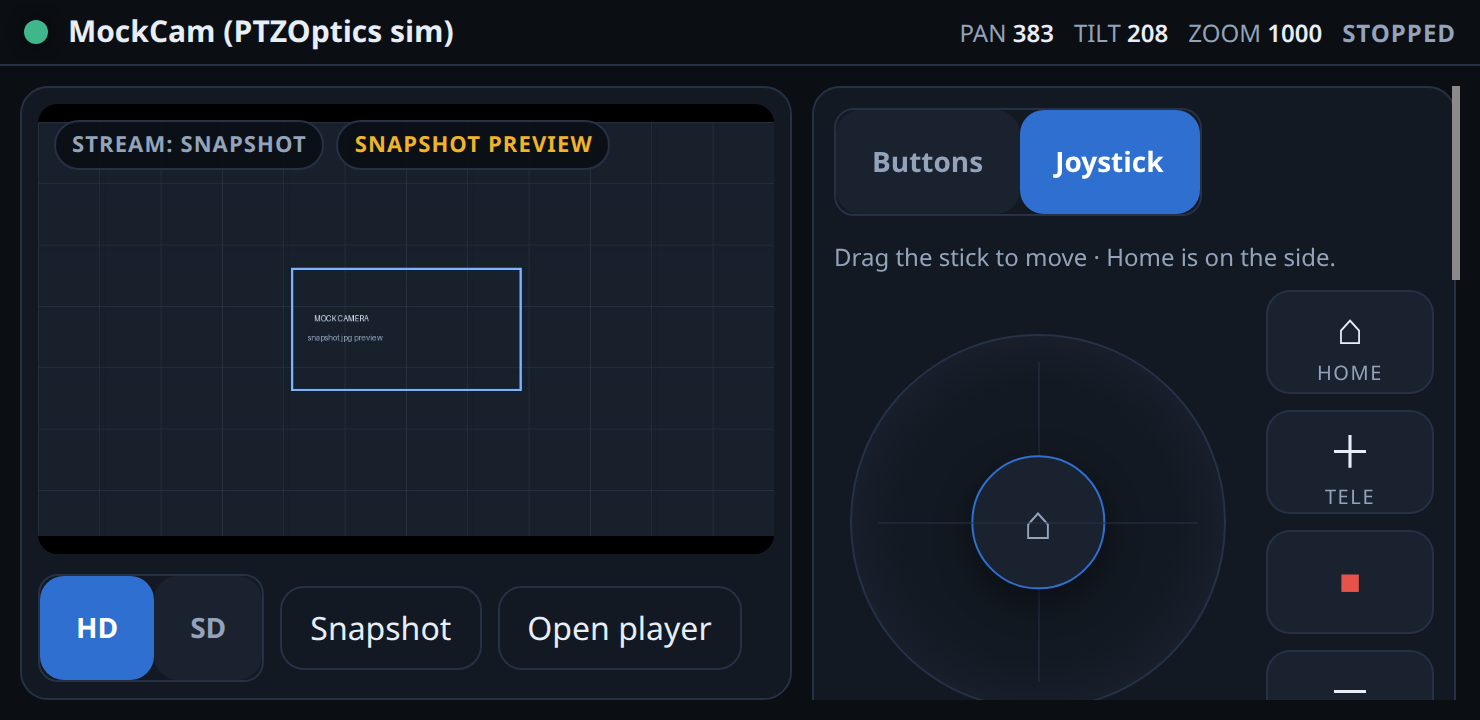 MockCam (PTZOptics sim)
PAN 383 TILT 208 ZOOM 1000 STOPPED
STREAM: SNAPSHOT
SNAPSHOT PREVIEW
MOCK CAMERA
snapshot.jpg preview
HD
SD
Snapshot
Open player
Buttons
Joystick
Drag the stick to move · Home is on the side.
HOME
TELE